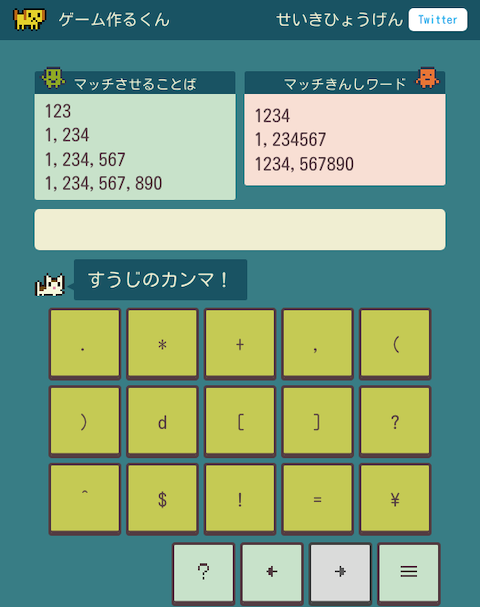 ゲーム作るくん
せいきひょうげん
Twitter
マッチさせることば
123
1,234
1,234,567
1,234,567,890
マッチきんしワード
1234
1,234567
1234,567890
すうじのカンマ！
. * + , (
) d [ ] ?
^ $ ! = ¥
?